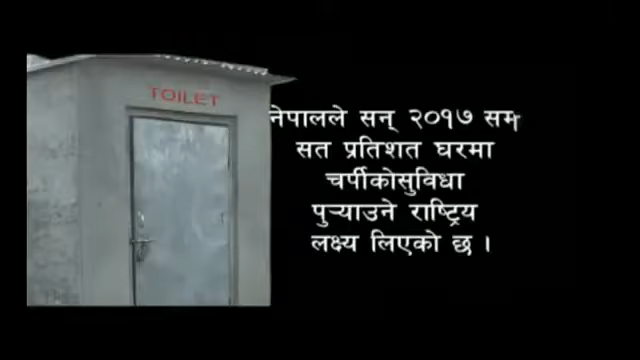 TOILET
नेपालले सन् २०१७ सम्म
सत प्रतिशत घरमा
चर्पीकोसुविधा
पुऱ्याउने राष्ट्रिय
लक्ष्य लिएको छ ।